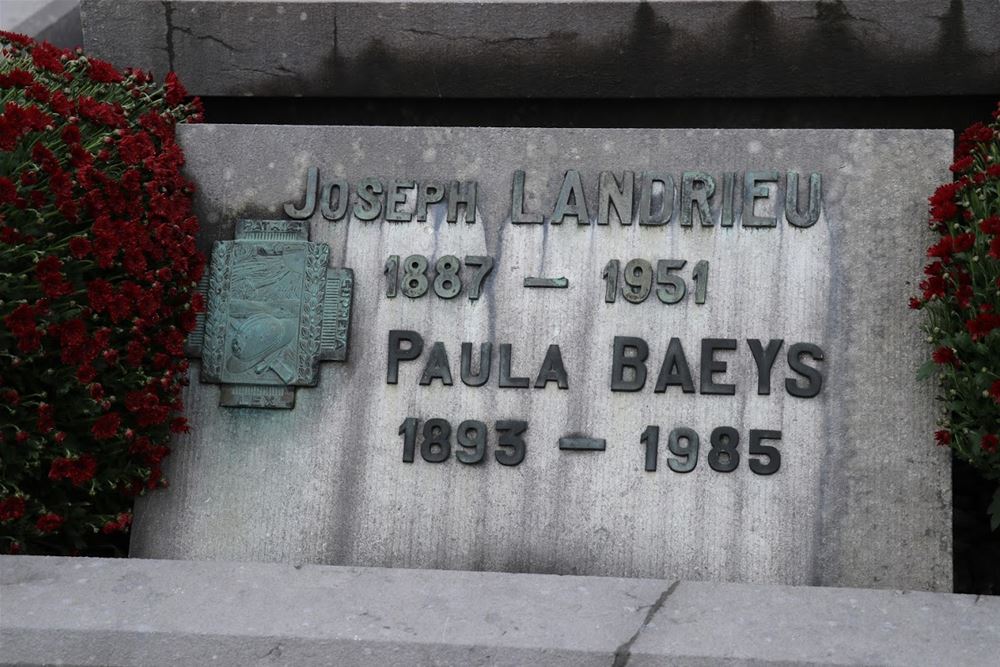 JOSEPH LANDRIEU
1887 – 1951
PAULA BAEYS
1893 – 1985